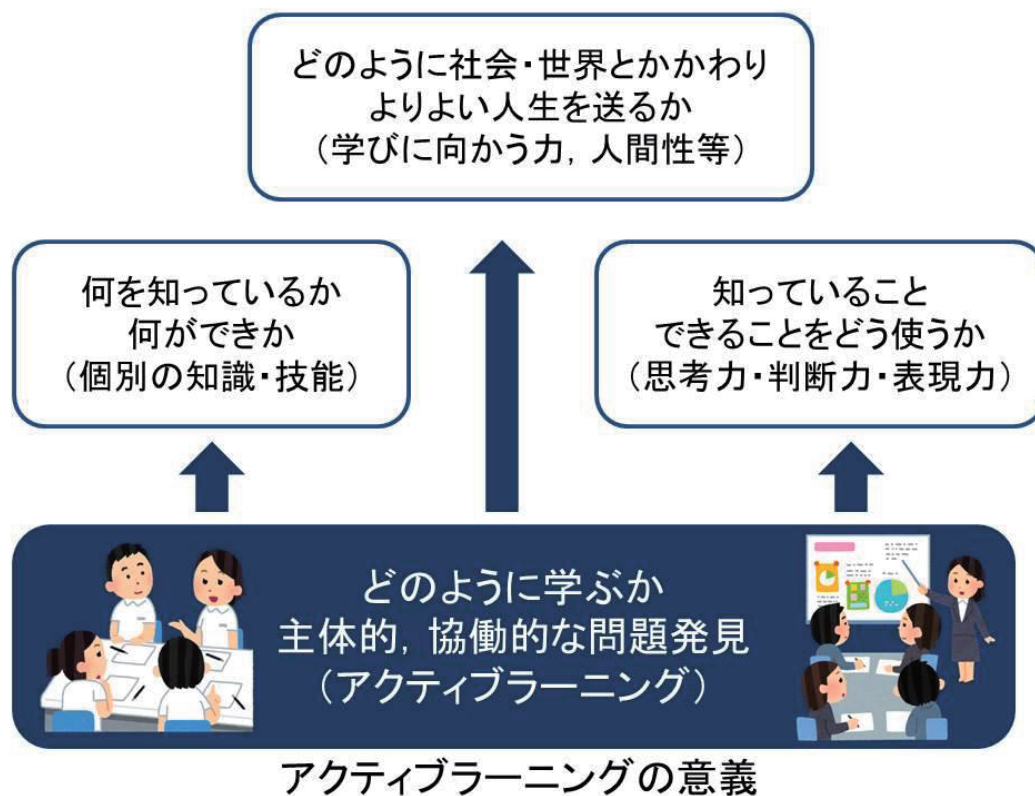 どのように社会・世界とかかわり
よりよい人生を送るか
（学びに向かう力，人間性等）
何を知っているか
何ができか
（個別の知識・技能）
知っていること
できることをどう使うか
（思考力・判断力・表現力）
どのように学ぶか
主体的，協働的な問題発見
（アクティブラーニング）
アクティブラーニングの意義